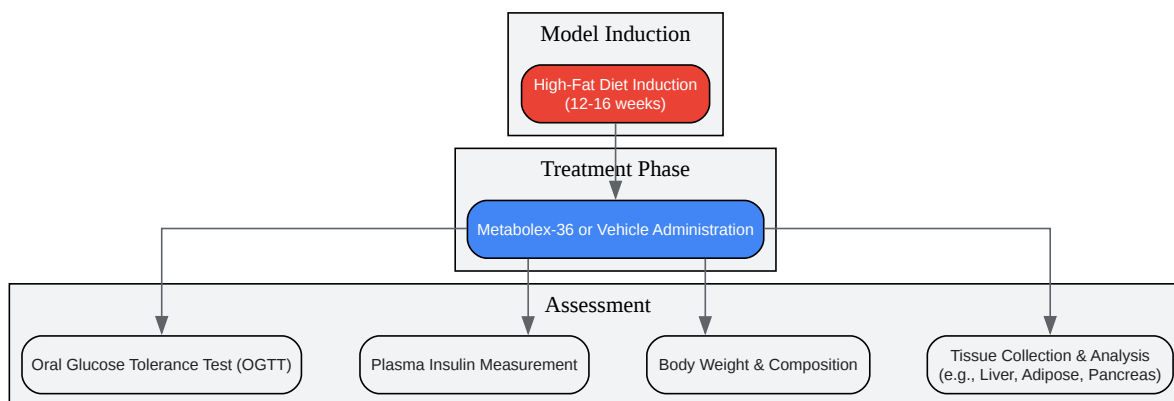 Model Induction
High-Fat Diet Induction
(12-16 weeks)
Treatment Phase
Metabolex-36 or Vehicle Administration
Assessment
Oral Glucose Tolerance Test (OGTT)
Plasma Insulin Measurement
Body Weight & Composition
Tissue Collection & Analysis
(e.g., Liver, Adipose, Pancreas)